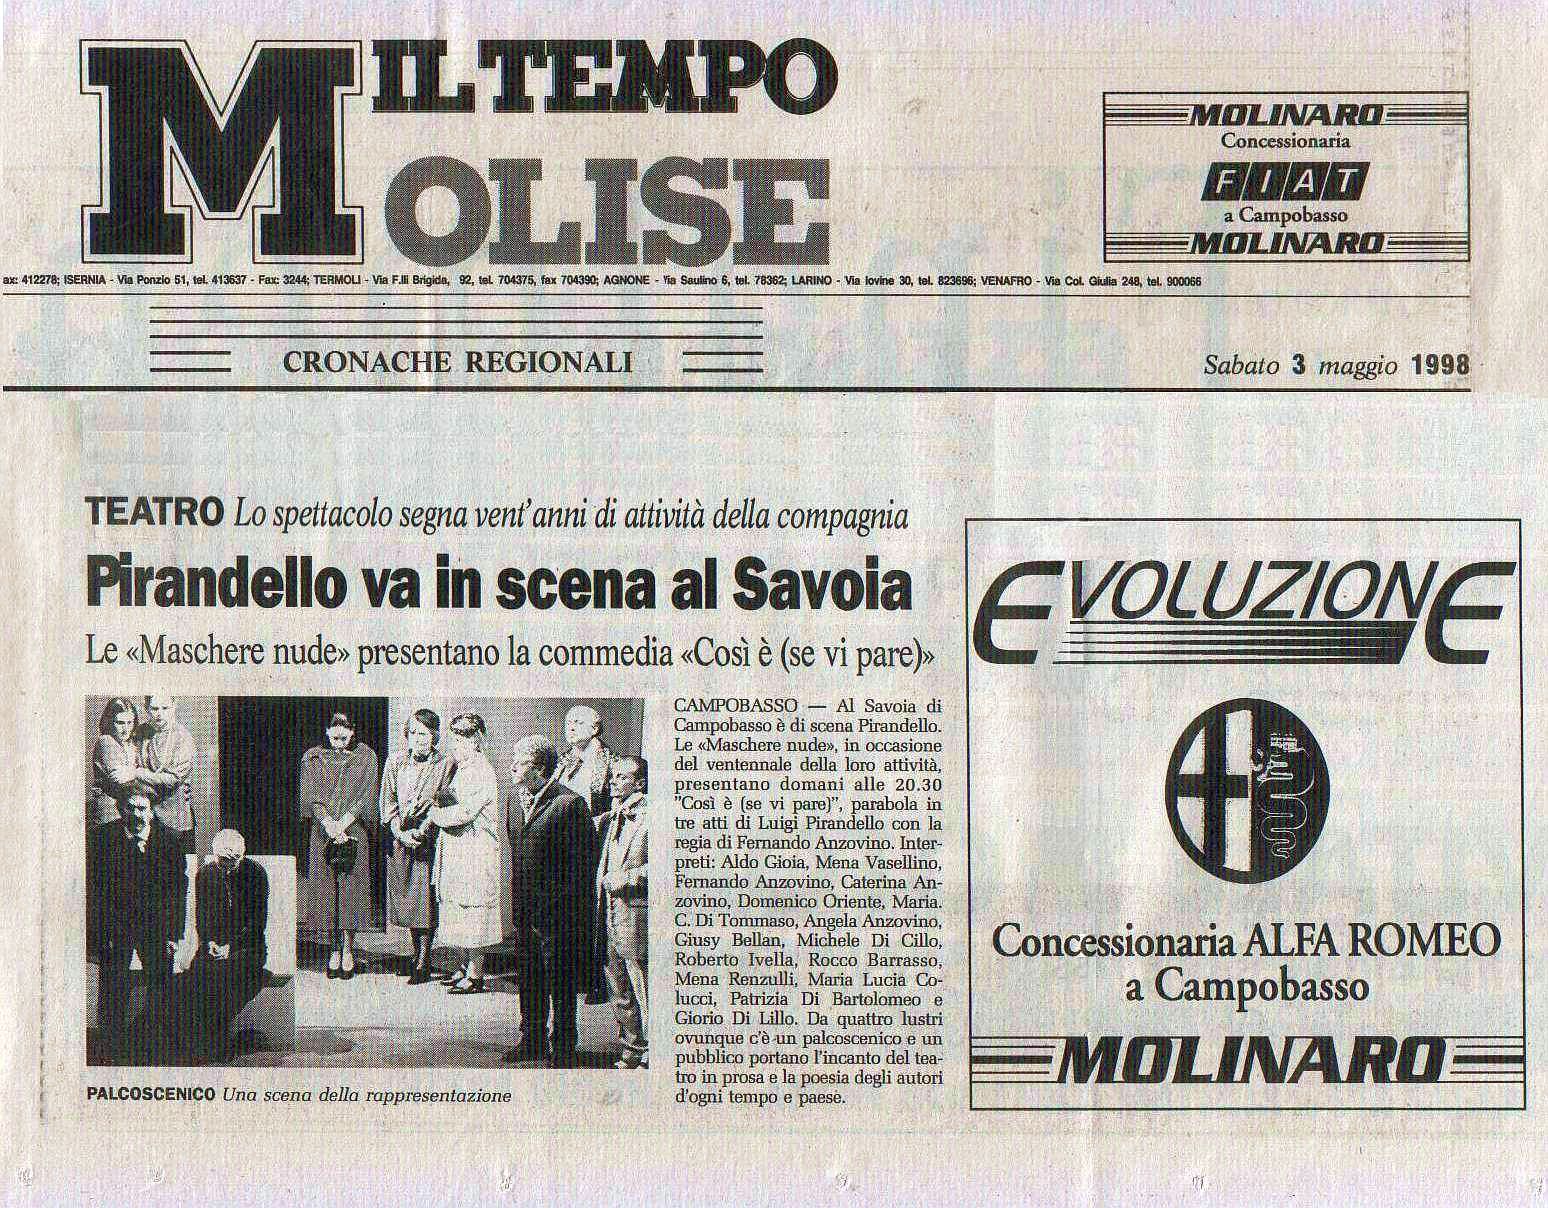 IL TEMPO
MOLISE
MOLINARO
Concessionaria
FIAT
a Campobasso
MOLINARO
ax: 412278; ISERNIA - Via Ponzio 51, tel. 413637 - Fax: 3244; TERMOLI - Via F.lli Brigida, 92, tel. 704375, fax 704390; AGNONE - Via Saulino 6, tel. 78362; LARINO - Via Iovine 30, tel. 823696; VENAFRO - Via Col. Giulia 248, tel. 900066
CRONACHE REGIONALI
Sabato 3 maggio 1998
TEATRO Lo spettacolo segna vent'anni di attività della compagnia
Pirandello va in scena al Savoia
Le «Maschere nude» presentano la commedia «Così è (se vi pare)»
CAMPOBASSO — Al Savoia di
Campobasso è di scena Pirandello.
Le «Maschere nude», in occasione
del ventennale della loro attività,
presentano domani alle 20.30
"Così è (se vi pare)", parabola in
tre atti di Luigi Pirandello con la
regia di Fernando Anzovino. Inter-
preti: Aldo Gioia, Mena Vasellino,
Fernando Anzovino, Caterina An-
zovino, Domenico Oriente, Maria.
C. Di Tommaso, Angela Anzovino,
Giusy Bellan, Michele Di Cillo,
Roberto Ivella, Rocco Barrasso,
Mena Renzulli, Maria Lucia Co-
lucci, Patrizia Di Bartolomeo e
Giorio Di Lillo. Da quattro lustri
ovunque c'è un palcoscenico e un
pubblico portano l'incanto del tea-
tro in prosa e la poesia degli autori
d'ogni tempo e paese.
PALCOSCENICO Una scena della rappresentazione
EVOLUZIONE
Concessionaria ALFA ROMEO
a Campobasso
MOLINARO